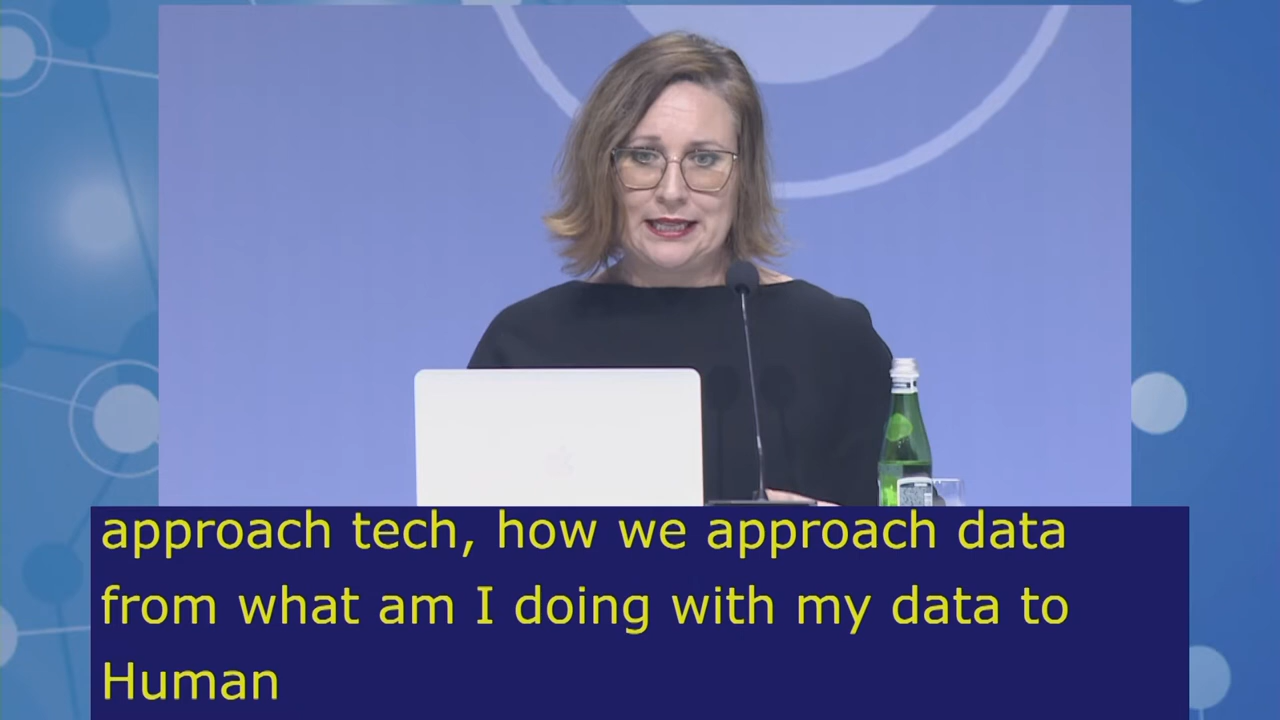 approach tech, how we approach data
from what am I doing with my data to
Human